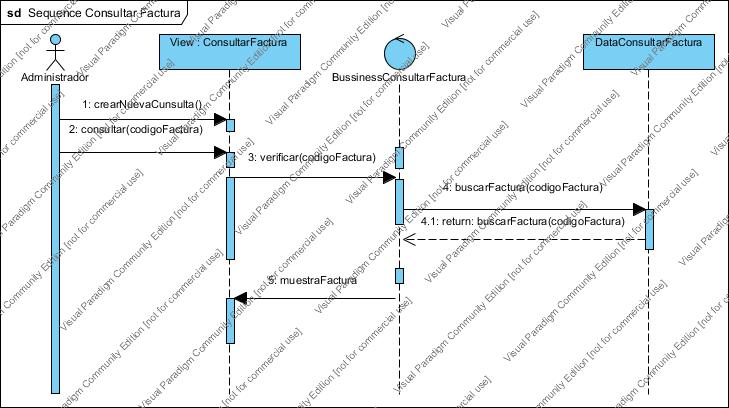 sd Sequence Consultar Factura
Administrador
View : ConsultarFactura
BussinessConsultarFactura
DataConsultarFactura
1: crearNuevaConsulta()
2: consultar(codigoFactura)
3: verificar(codigoFactura)
4: buscarFactura(codigoFactura)
4.1: return: buscarFactura(codigoFactura)
5: muestraFactura
Visual Paradigm Community Edition [not for commercial use]